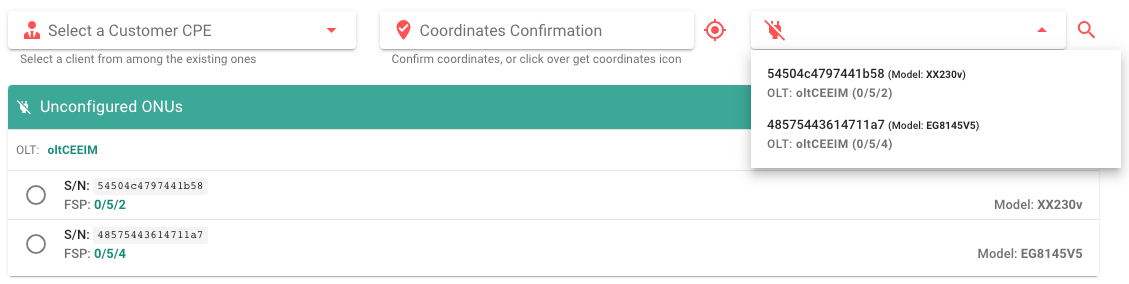 Select a Customer CPE
Select a client from among the existing ones
Coordinates Confirmation
Confirm coordinates, or click over get coordinates icon
54504c4797441b58 (Model: XX230v)
OLT: oltCEEIM (0/5/2)
48575443614711a7 (Model: EG8145V5)
OLT: oltCEEIM (0/5/4)
Unconfigured ONUs
OLT: oltCEEIM
S/N: 54504c4797441b58
FSP: 0/5/2
Model: XX230v
S/N: 48575443614711a7
FSP: 0/5/4
Model: EG8145V5